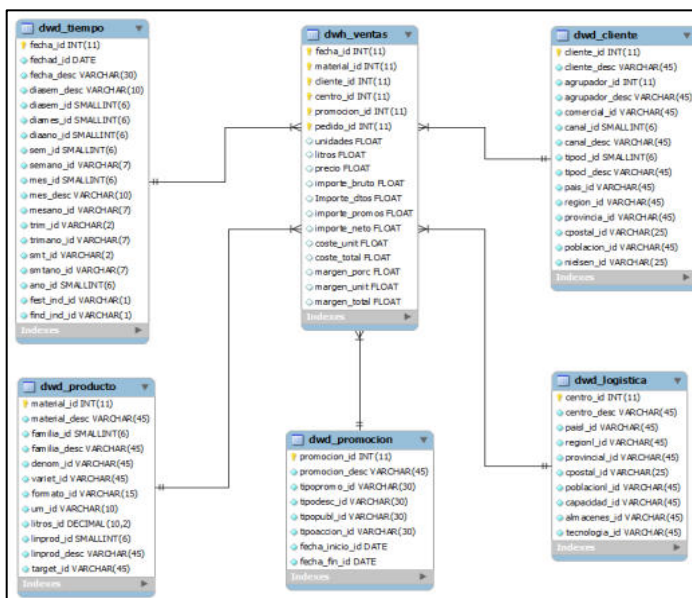 dwd_tiempo
fecha_id INT(11)
fechad_id DATE
fecha_desc VARCHAR(30)
diasem_desc VARCHAR(10)
diasem_id SMALLINT(6)
diames_id SMALLINT(6)
diaano_id SMALLINT(6)
sem_id SMALLINT(6)
semano_id VARCHAR(7)
mes_id SMALLINT(6)
mes_desc VARCHAR(10)
mesano_id VARCHAR(7)
trim_id VARCHAR(2)
trimano_id VARCHAR(7)
smt_id VARCHAR(2)
smtano_id VARCHAR(7)
ano_id SMALLINT(6)
fest_ind_id VARCHAR(1)
find_ind_id VARCHAR(1)
Indexes
dwh_ventas
fecha_id INT(11)
material_id INT(11)
cliente_id INT(11)
centro_id INT(11)
promocion_id INT(11)
pedido_id INT(11)
unidades FLOAT
litros FLOAT
precio FLOAT
importe_bruto FLOAT
Importe_dtos FLOAT
importe_promos FLOAT
importe_neto FLOAT
coste_unit FLOAT
coste_total FLOAT
margen_porc FLOAT
margen_unit FLOAT
margen_total FLOAT
Indexes
dwd_cliente
cliente_id INT(11)
cliente_desc VARCHAR(45)
agrupador_id INT(11)
agrupador_desc VARCHAR(45)
comercial_id VARCHAR(45)
canal_id SMALLINT(6)
canal_desc VARCHAR(45)
tipocl_id SMALLINT(6)
tipocl_desc VARCHAR(45)
pais_id VARCHAR(45)
region_id VARCHAR(45)
provincia_id VARCHAR(45)
cpostal_id VARCHAR(25)
poblacion_id VARCHAR(45)
nielsen_id VARCHAR(25)
Indexes
dwd_producto
material_id INT(11)
material_desc VARCHAR(45)
familia_id SMALLINT(6)
familia_desc VARCHAR(45)
denom_id VARCHAR(45)
variet_id VARCHAR(45)
formato_id VARCHAR(15)
um_id VARCHAR(10)
litros_id DECIMAL(10,2)
linprod_id SMALLINT(6)
linprod_desc VARCHAR(45)
target_id VARCHAR(45)
Indexes
dwd_promocion
promocion_id INT(11)
promocion_desc VARCHAR(45)
tipopromo_id VARCHAR(30)
tipodesc_id VARCHAR(30)
tipopubl_id VARCHAR(30)
tipoaccion_id VARCHAR(30)
fecha_inicio_id DATE
fecha_fin_id DATE
Indexes
dwd_logistica
centro_id INT(11)
centro_desc VARCHAR(45)
paisl_id VARCHAR(45)
regionl_id VARCHAR(45)
provincial_id VARCHAR(45)
cpostal_id VARCHAR(25)
poblacionl_id VARCHAR(45)
capacidad_id VARCHAR(45)
almacenes_id VARCHAR(45)
tecnologia_id VARCHAR(45)
Indexes